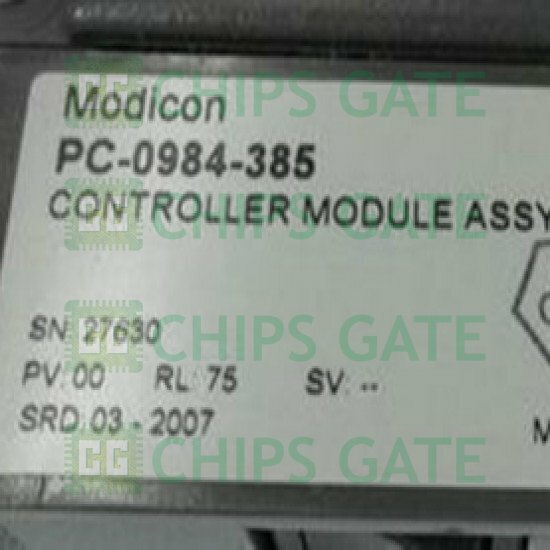 CHIPS GATE
Modicon
PC-0984-385
CONTROLLER MODULE ASSY
CHIPS GATE
SN: 27630
CHIPS GATE
PV: 00 RL: 75 SV: --
SRD 03 - 2007
CHIPS GATE